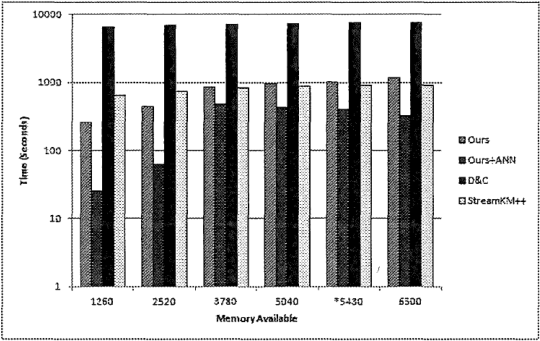 10000
1000
100
10
1
Time (Seconds)
1260 2520 3780 5040 *5430 6300
Memory Available
Ours
Ours+ANN
D&C
StreamKM++